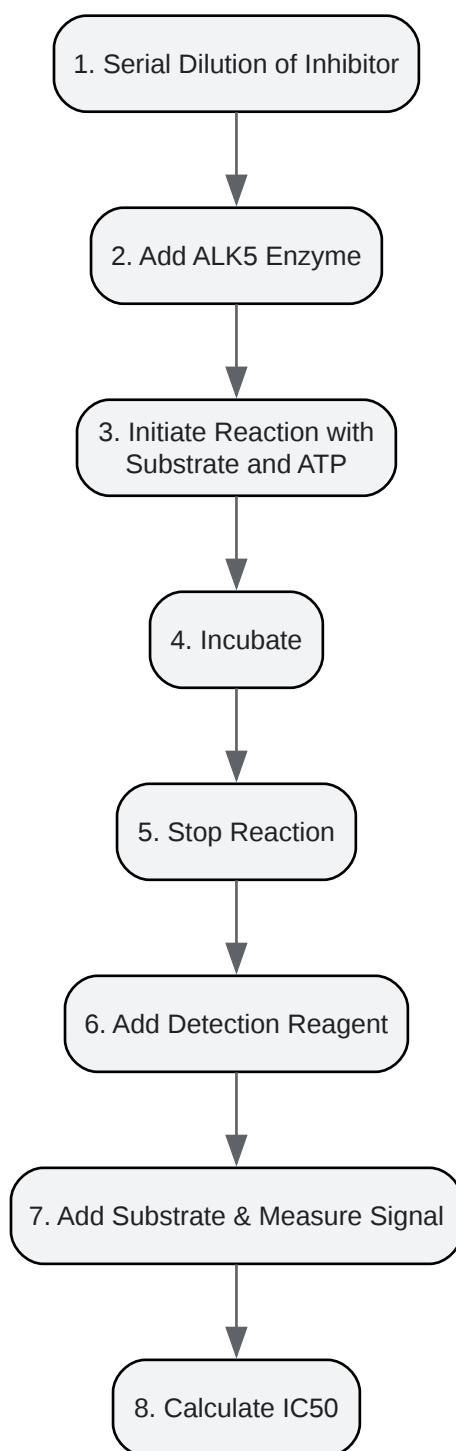 1. Serial Dilution of Inhibitor
2. Add ALK5 Enzyme
3. Initiate Reaction with
Substrate and ATP
4. Incubate
5. Stop Reaction
6. Add Detection Reagent
7. Add Substrate & Measure Signal
8. Calculate IC50